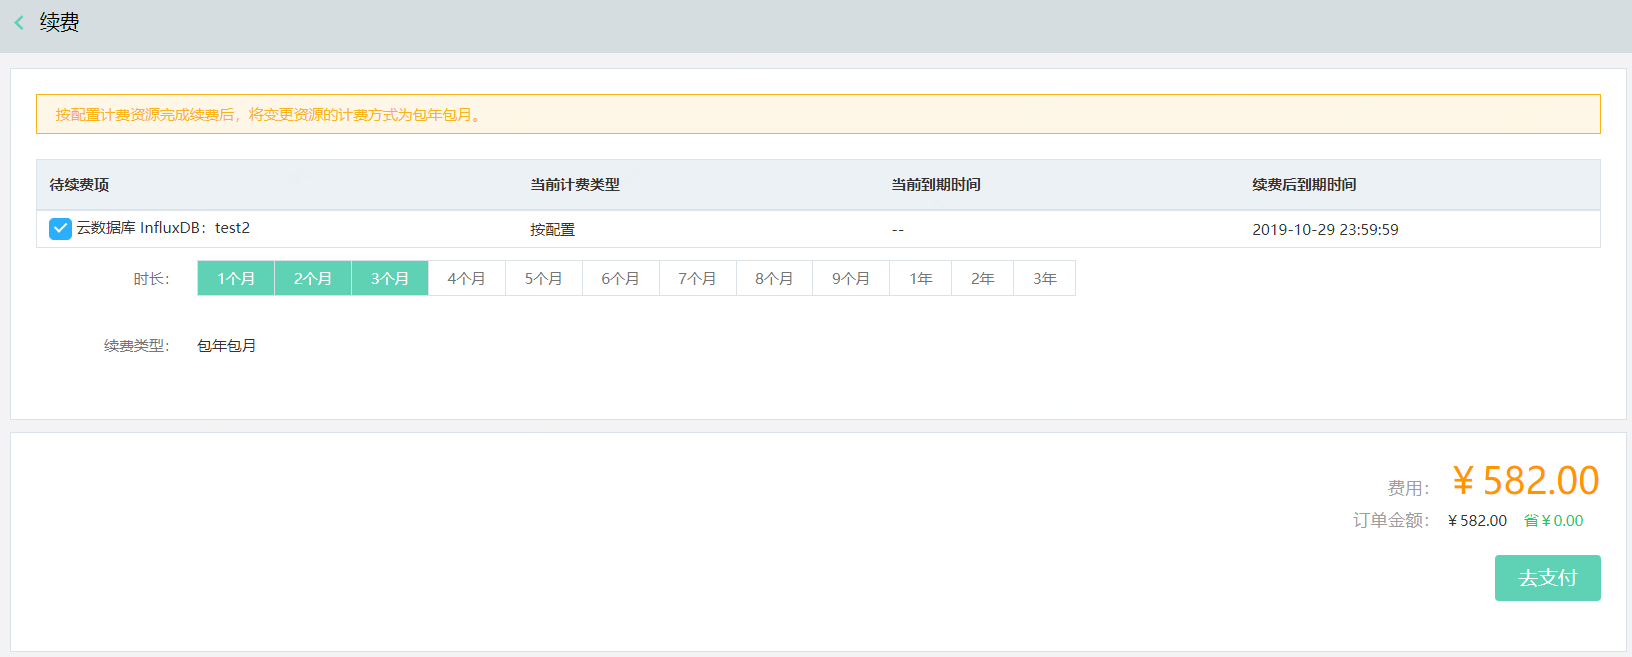 续费
按配置计费资源完成续费后，将变更资源的计费方式为包年包月。
待续费项 当前计费类型 当前到期时间 续费后到期时间
云数据库 InfluxDB：test2 按配置 -- 2019-10-29 23:59:59
时长： 1个月 2个月 3个月 4个月 5个月 6个月 7个月 8个月 9个月 1年 2年 3年
续费类型： 包年包月
费用： ￥582.00
订单金额： ￥582.00 省￥0.00
去支付